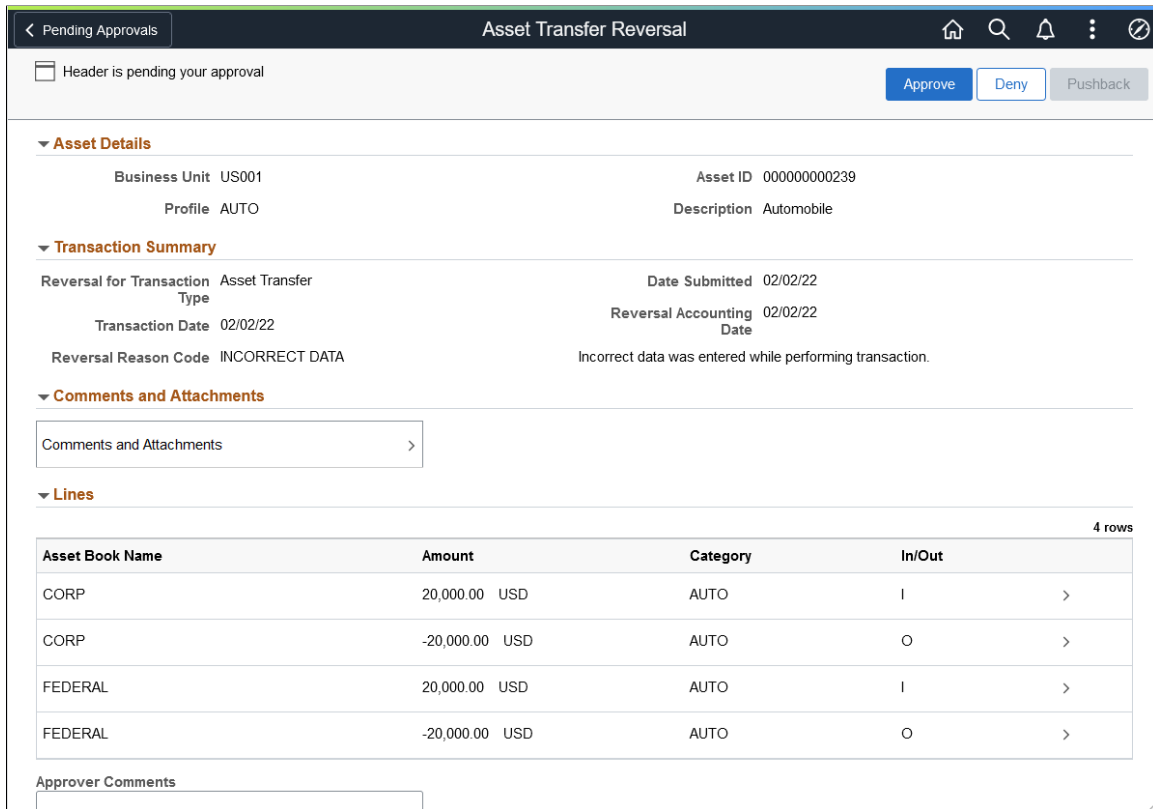 Pending Approvals
Asset Transfer Reversal
Header is pending your approval
Approve
Deny
Pushback
Asset Details
Business Unit US001
Asset ID 000000000239
Profile AUTO
Description Automobile
Transaction Summary
Reversal for Transaction Type Asset Transfer
Date Submitted 02/02/22
Transaction Date 02/02/22
Reversal Accounting Date 02/02/22
Reversal Reason Code INCORRECT DATA
Incorrect data was entered while performing transaction.
Comments and Attachments
Comments and Attachments
Lines
4 rows
Asset Book Name Amount Category In/Out
CORP 20,000.00 USD AUTO I
CORP -20,000.00 USD AUTO O
FEDERAL 20,000.00 USD AUTO I
FEDERAL -20,000.00 USD AUTO O
Approver Comments